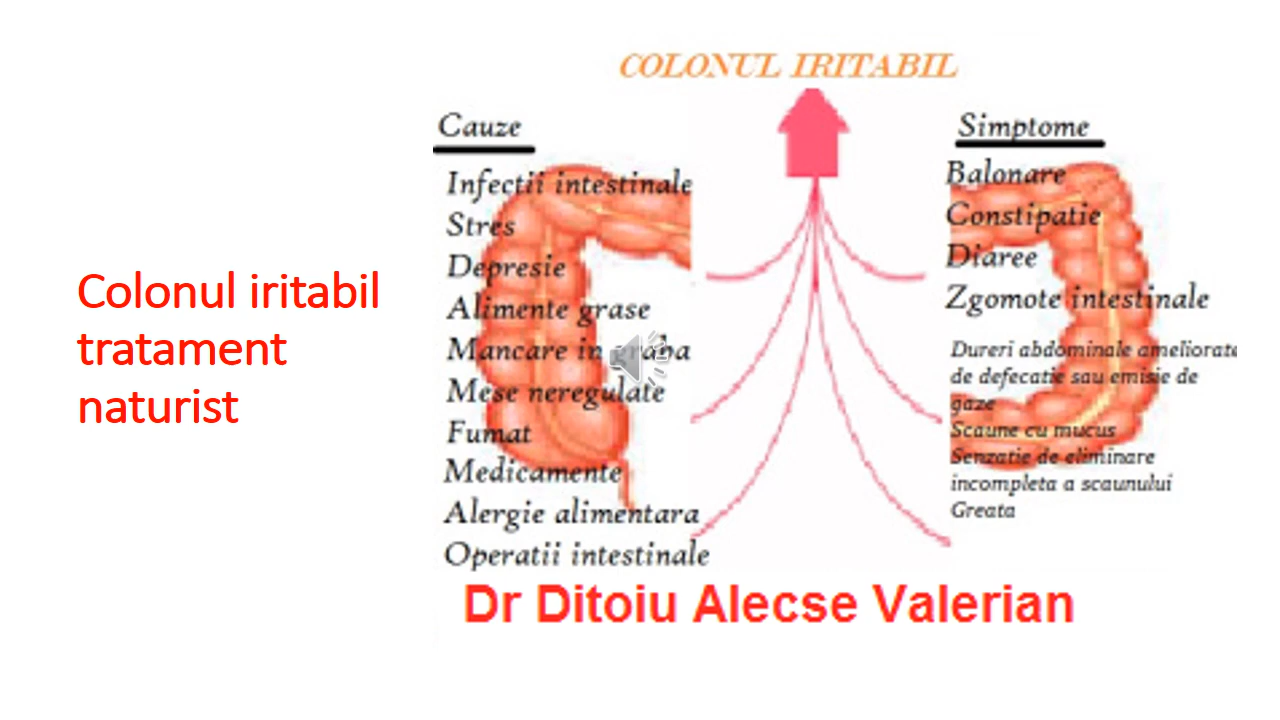 COLONUL IRITABIL
Colonul iritabil
tratament
naturist
Cauze
Infectii intestinale
Stres
Depresie
Alimente grase
Mancare in graba
Mese neregulate
Fumat
Medicamente
Alergie alimentara
Operatii intestinale
Simptome
Balonare
Constipatie
Diaree
Zgomote intestinale
Dureri abdominale ameliorate
de defecatie sau emisie de
gaze
Scaune cu mucus
Senzatie de eliminare
incompleta a scaunului
Greata
Dr Ditoiu Alecse Valerian